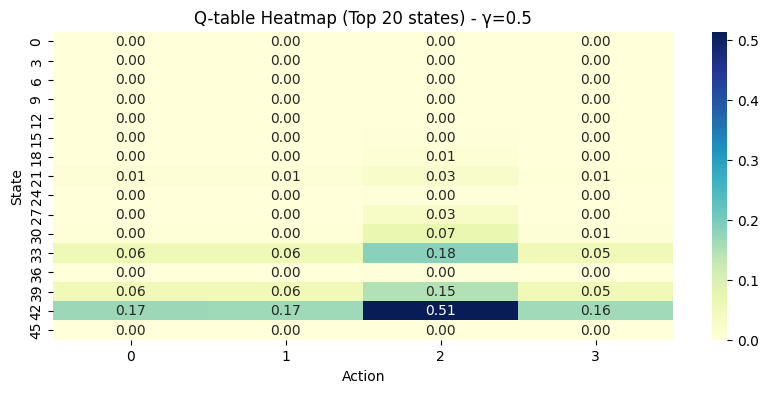 Q-table Heatmap (Top 20 states) - γ=0.5
State
0 0.00 0.00 0.00 0.00
3 0.00 0.00 0.00 0.00
6 0.00 0.00 0.00 0.00
9 0.00 0.00 0.00 0.00
12 0.00 0.00 0.00 0.00
15 0.00 0.00 0.00 0.00
18 0.00 0.00 0.01 0.00
21 0.01 0.01 0.03 0.01
24 0.00 0.00 0.00 0.00
27 0.00 0.00 0.03 0.00
30 0.00 0.00 0.07 0.01
33 0.06 0.06 0.18 0.05
36 0.00 0.00 0.00 0.00
39 0.06 0.06 0.15 0.05
42 0.17 0.17 0.51 0.16
45 0.00 0.00 0.00 0.00
0 1 2 3
Action
0.5
0.4
0.3
0.2
0.1
0.0